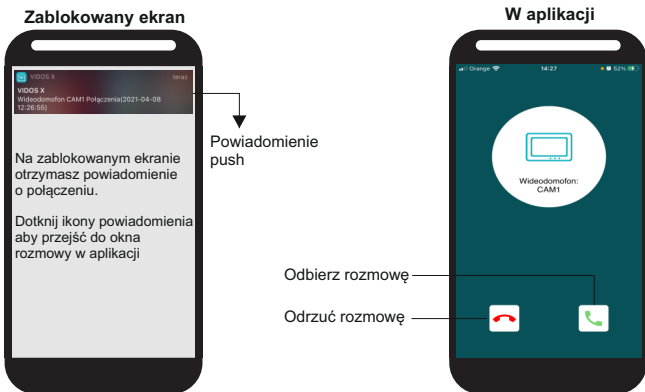 Zablokowany ekran
VIDOS X
teraz
VIDOS X
Wideodomofon CAM1 Połączenia(2021-04-08
12:26:55)
Powiadomienie
push
Na zablokowanym ekranie
otrzymasz powiadomienie
o połączeniu.
Dotknij ikony powiadomienia
aby przejść do okna
rozmowy w aplikacji
W aplikacji
Orange
14:27
52%
Wideodomofon:
CAM1
Odbierz rozmowę
Odrzuć rozmowę